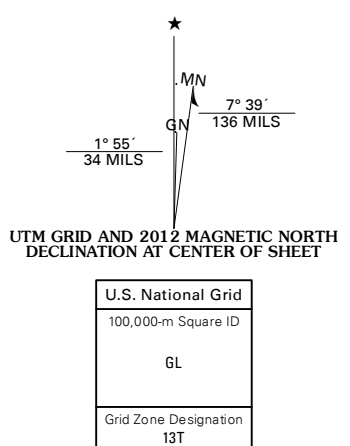 ★
MN
GN
7° 39´
136 MILS
1° 55´
34 MILS
UTM GRID AND 2012 MAGNETIC NORTH
DECLINATION AT CENTER OF SHEET
U.S. National Grid
100,000-m Square ID
GL
Grid Zone Designation
13T